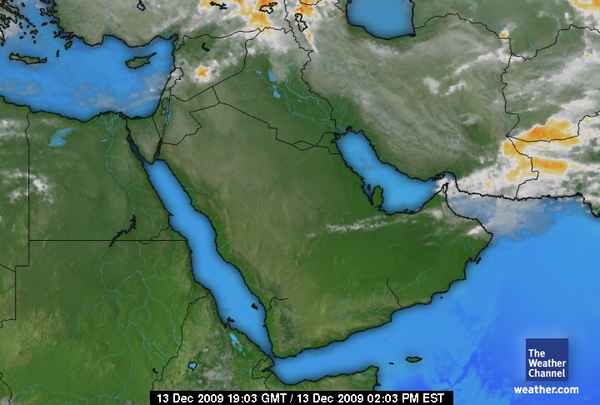 The
Weather
Channel
weather.com
13 Dec 2009 19:03 GMT / 13 Dec 2009 02:03 PM EST